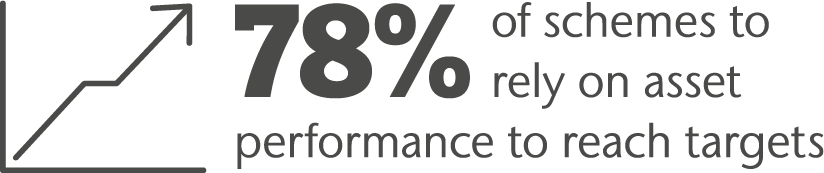 78% of schemes to
rely on asset
performance to reach targets